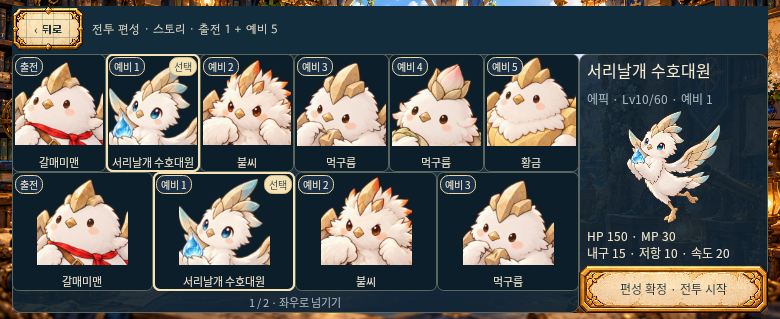 ‹ 뒤로
전투 편성 · 스토리 · 출전 1 + 예비 5
출전
예비 1
선택
예비 2
예비 3
예비 4
예비 5
갈매미맨
서리날개 수호대원
불씨
먹구름
먹구름
황금
출전
예비 1
선택
예비 2
예비 3
갈매미맨
서리날개 수호대원
불씨
먹구름
1 / 2 · 좌우로 넘기기
서리날개 수호대원
에픽 · Lv10/60 · 예비 1
HP 150 · MP 30
내구 15 · 저항 10 · 속도 20
편성 확정 · 전투 시작